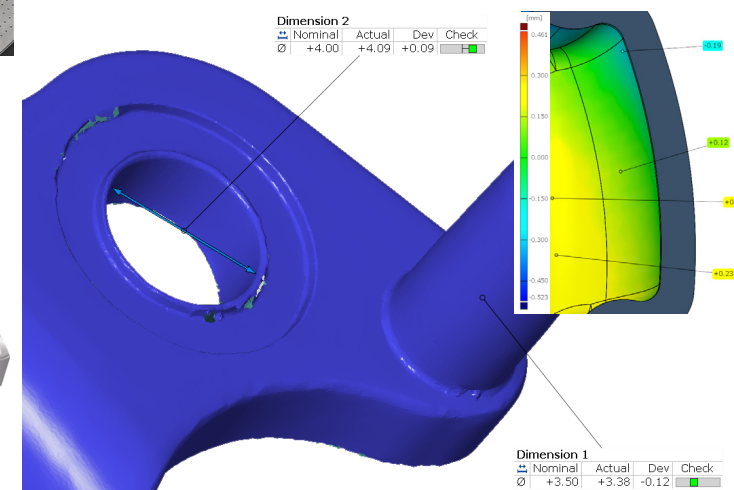 Dimension 2
Nominal Actual Dev Check
Ø +4.00 +4.09 +0.09
[mm]
0.461
0.300
0.150
0.000
-0.150
-0.300
-0.450
-0.523
-0.19
+0.12
+0
+0.23
Dimension 1
Nominal Actual Dev Check
Ø +3.50 +3.38 -0.12